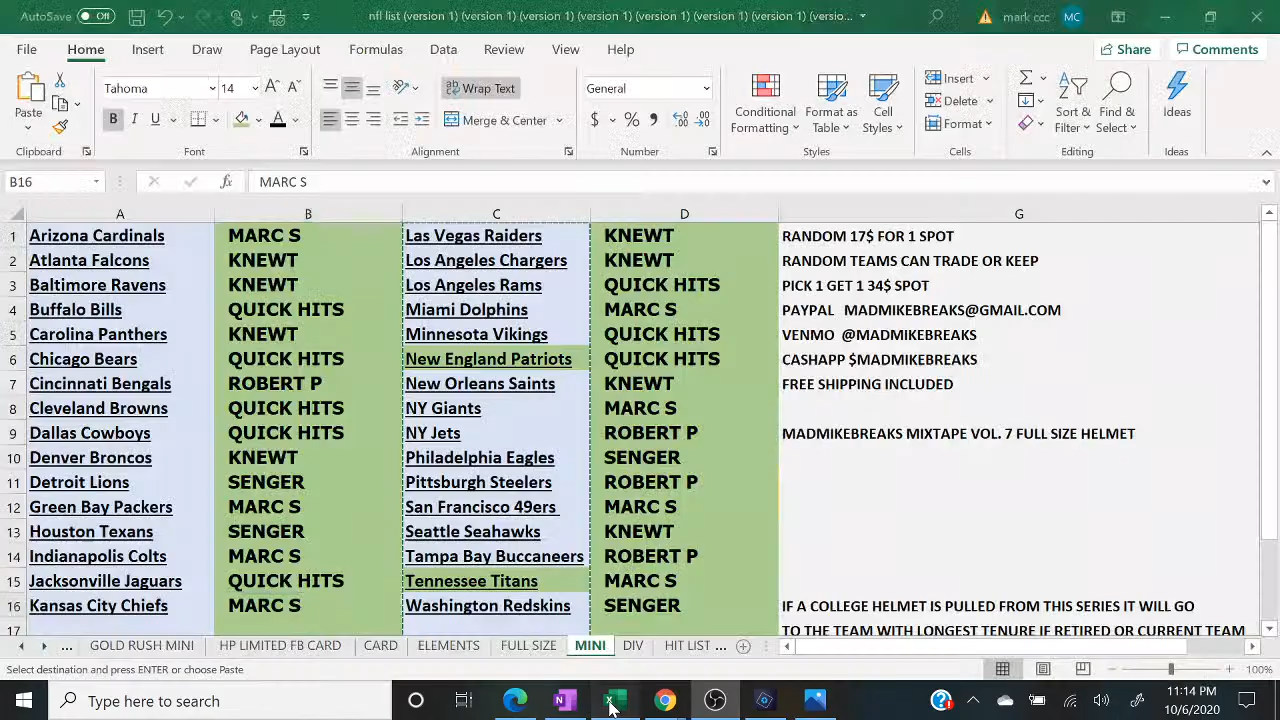 AutoSave Off nfl list (version 1) (version 1) (version 1) (version 1) (version 1) (version 1) (versio... mark ccc MC
File Home Insert Draw Page Layout Formulas Data Review View Help Share Comments
Paste Tahoma 14 Wrap Text General Conditional Formatting Format as Table Cell Styles Insert Sort & Filter Find & Select Ideas
B I U Merge & Center $ % Delete
Format
Clipboard Font Alignment Number Styles Cells Editing Ideas
B16 fx MARC S
A B C D G
1 Arizona Cardinals MARC S Las Vegas Raiders KNEWT RANDOM 17$ FOR 1 SPOT
2 Atlanta Falcons KNEWT Los Angeles Chargers KNEWT RANDOM TEAMS CAN TRADE OR KEEP
3 Baltimore Ravens KNEWT Los Angeles Rams QUICK HITS PICK 1 GET 1 34$ SPOT
4 Buffalo Bills QUICK HITS Miami Dolphins MARC S PAYPAL MADMIKEBREAKS@GMAIL.COM
5 Carolina Panthers KNEWT Minnesota Vikings QUICK HITS VENMO @MADMIKEBREAKS
6 Chicago Bears QUICK HITS New England Patriots QUICK HITS CASHAPP $MADMIKEBREAKS
7 Cincinnati Bengals ROBERT P New Orleans Saints KNEWT FREE SHIPPING INCLUDED
8 Cleveland Browns QUICK HITS NY Giants MARC S
9 Dallas Cowboys QUICK HITS NY Jets ROBERT P MADMIKEBREAKS MIXTAPE VOL. 7 FULL SIZE HELMET
10 Denver Broncos KNEWT Philadelphia Eagles SENGER
11 Detroit Lions SENGER Pittsburgh Steelers ROBERT P
12 Green Bay Packers MARC S San Francisco 49ers MARC S
13 Houston Texans SENGER Seattle Seahawks KNEWT
14 Indianapolis Colts MARC S Tampa Bay Buccaneers ROBERT P
15 Jacksonville Jaguars QUICK HITS Tennessee Titans MARC S
16 Kansas City Chiefs MARC S Washington Redskins SENGER IF A COLLEGE HELMET IS PULLED FROM THIS SERIES IT WILL GO
17 TO THE TEAM WITH LONGEST TENURE IF RETIRED OR CURRENT TEAM
... GOLD RUSH MINI HP LIMITED FB CARD CARD ELEMENTS FULL SIZE MINI DIV HIT LIST ...
Select destination and press ENTER or choose Paste 100%
Type here to search 11:14 PM
10/6/2020